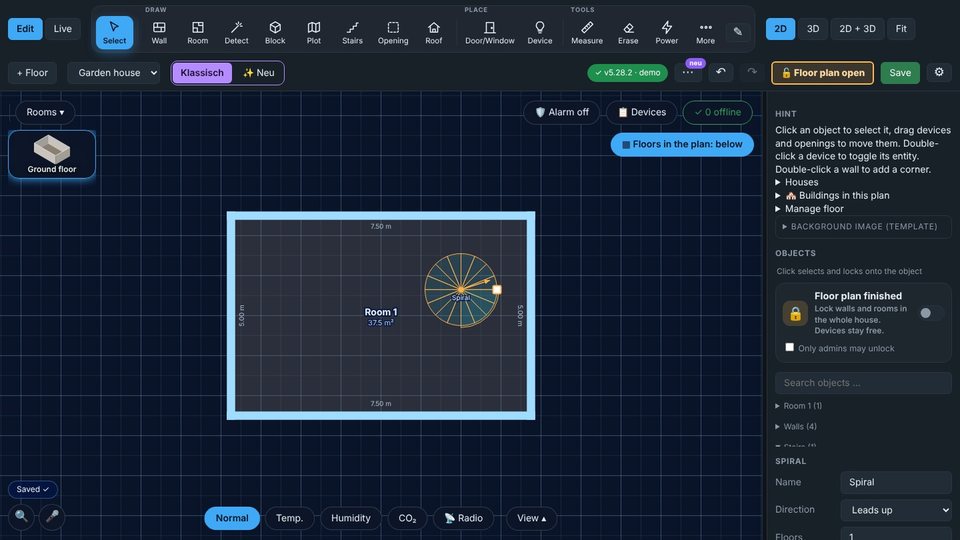 DRAW
PLACE
TOOLS
Edit
Live
Select
Wall
Room
Detect
Block
Plot
Stairs
Opening
Roof
Door/Window
Device
Measure
Erase
Power
More
2D
3D
2D + 3D
Fit
+ Floor
Garden house
Klassisch
✨ Neu
✓ v5.28.2 · demo
neu
🔓 Floor plan open
Save
Rooms ▾
🛡️ Alarm off
📋 Devices
✓ 0 offline
Ground floor
Floors in the plan: below
7.50 m
5.00 m
Spiral
Room 1
37.5 m²
5.00 m
7.50 m
Saved ✓
Normal
Temp.
Humidity
CO₂
📡 Radio
View ▴
HINT
Click an object to select it, drag devices
and openings to move them. Double-
click a device to toggle its entity.
Double-click a wall to add a corner.
▶ Houses
▶ 🏘️ Buildings in this plan
▶ Manage floor
▶ BACKGROUND IMAGE (TEMPLATE)
OBJECTS
Click selects and locks onto the object
Floor plan finished
Lock walls and rooms in
the whole house.
Devices stay free.
Only admins may unlock
Search objects ...
▶ Room 1 (1)
▶ Walls (4)
▼ Stairs (1)
SPIRAL
Name
Spiral
Direction
Leads up
Floors
1